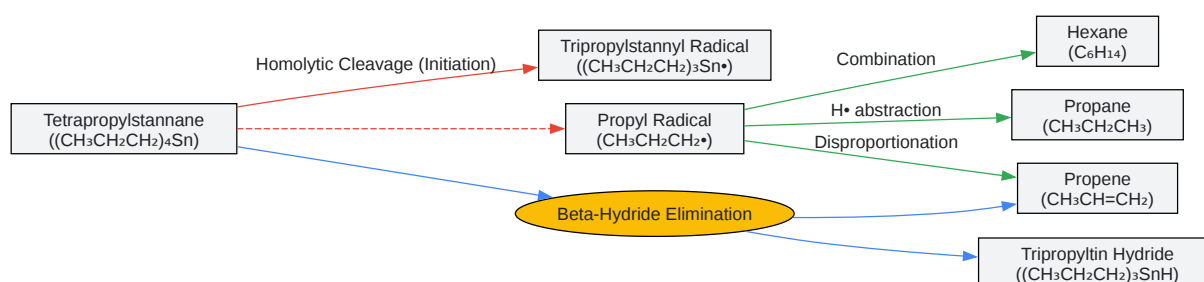 Hexane
(C₆H₁₄)
Tripropylstannyl Radical
((CH₃CH₂CH₂)₃Sn•)
Combination
Homolytic Cleavage (Initiation)
Propane
(CH₃CH₂CH₃)
H• abstraction
Tetrapropylstannane
((CH₃CH₂CH₂)₄Sn)
Propyl Radical
(CH₃CH₂CH₂•)
Disproportionation
Propene
(CH₃CH=CH₂)
Beta-Hydride Elimination
Tripropyltin Hydride
((CH₃CH₂CH₂)₃SnH)